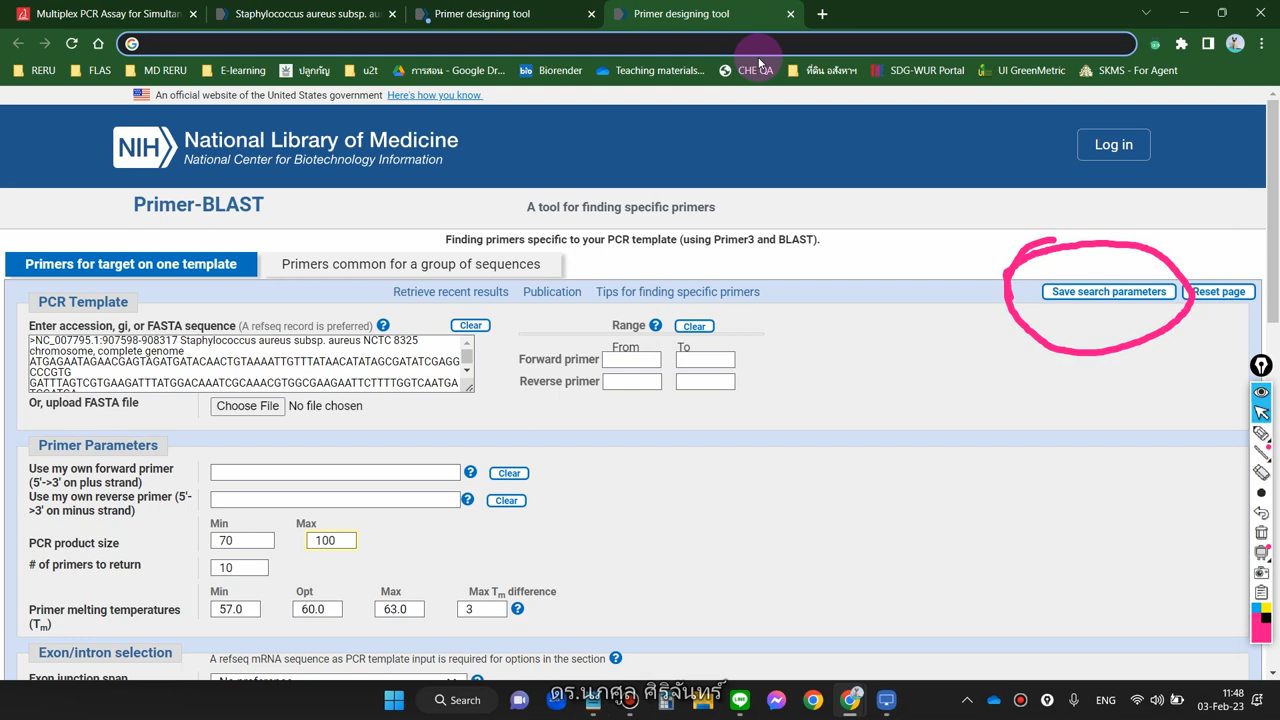 Multiplex PCR Assay for Simultan
Staphylococcus aureus subsp. au
Primer designing tool
Primer designing tool
RERU
FLAS
MD RERU
E-learning
ปลูกกัญ
u2t
การสอน - Google Dr...
Biorender
Teaching materials...
CHE QA
ที่ดิน อสังหาฯ
SDG-WUR Portal
UI GreenMetric
SKMS - For Agent
An official website of the United States government Here's how you know
NIH National Library of Medicine
National Center for Biotechnology Information
Log in
Primer-BLAST
A tool for finding specific primers
Finding primers specific to your PCR template (using Primer3 and BLAST).
Primers for target on one template
Primers common for a group of sequences
Retrieve recent results Publication Tips for finding specific primers
Save search parameters
Reset page
PCR Template
Enter accession, gi, or FASTA sequence (A refseq record is preferred) ? Clear
Range ? Clear
>NC_007795.1:907598-908317 Staphylococcus aureus subsp. aureus NCTC 8325
chromosome, complete genome
ATGAGAATAGAACGAGTAGATGATACAACTGTAAAATTGTTTATAACATATAGCGATATCGAGG
CCCGTG
GATTTAGTCGTGAAGATTTATGGACAAATCGCAAACGTGGCGAAGAATTCTTTTGGTCAATGA
From To
Forward primer
Reverse primer
Or, upload FASTA file Choose File No file chosen
Primer Parameters
Use my own forward primer
(5'->3' on plus strand)
? Clear
Use my own reverse primer (5'-
>3' on minus strand)
? Clear
Min Max
PCR product size 70 100
# of primers to return 10
Min Opt Max Max Tm difference
Primer melting temperatures
(Tm)
57.0 60.0 63.0 3 ?
Exon/intron selection
A refseq mRNA sequence as PCR template input is required for options in the section ?
Exon junction span No preference
ดร.นภศูล ศิริจันทร์
Search
ENG
11:48
03-Feb-23